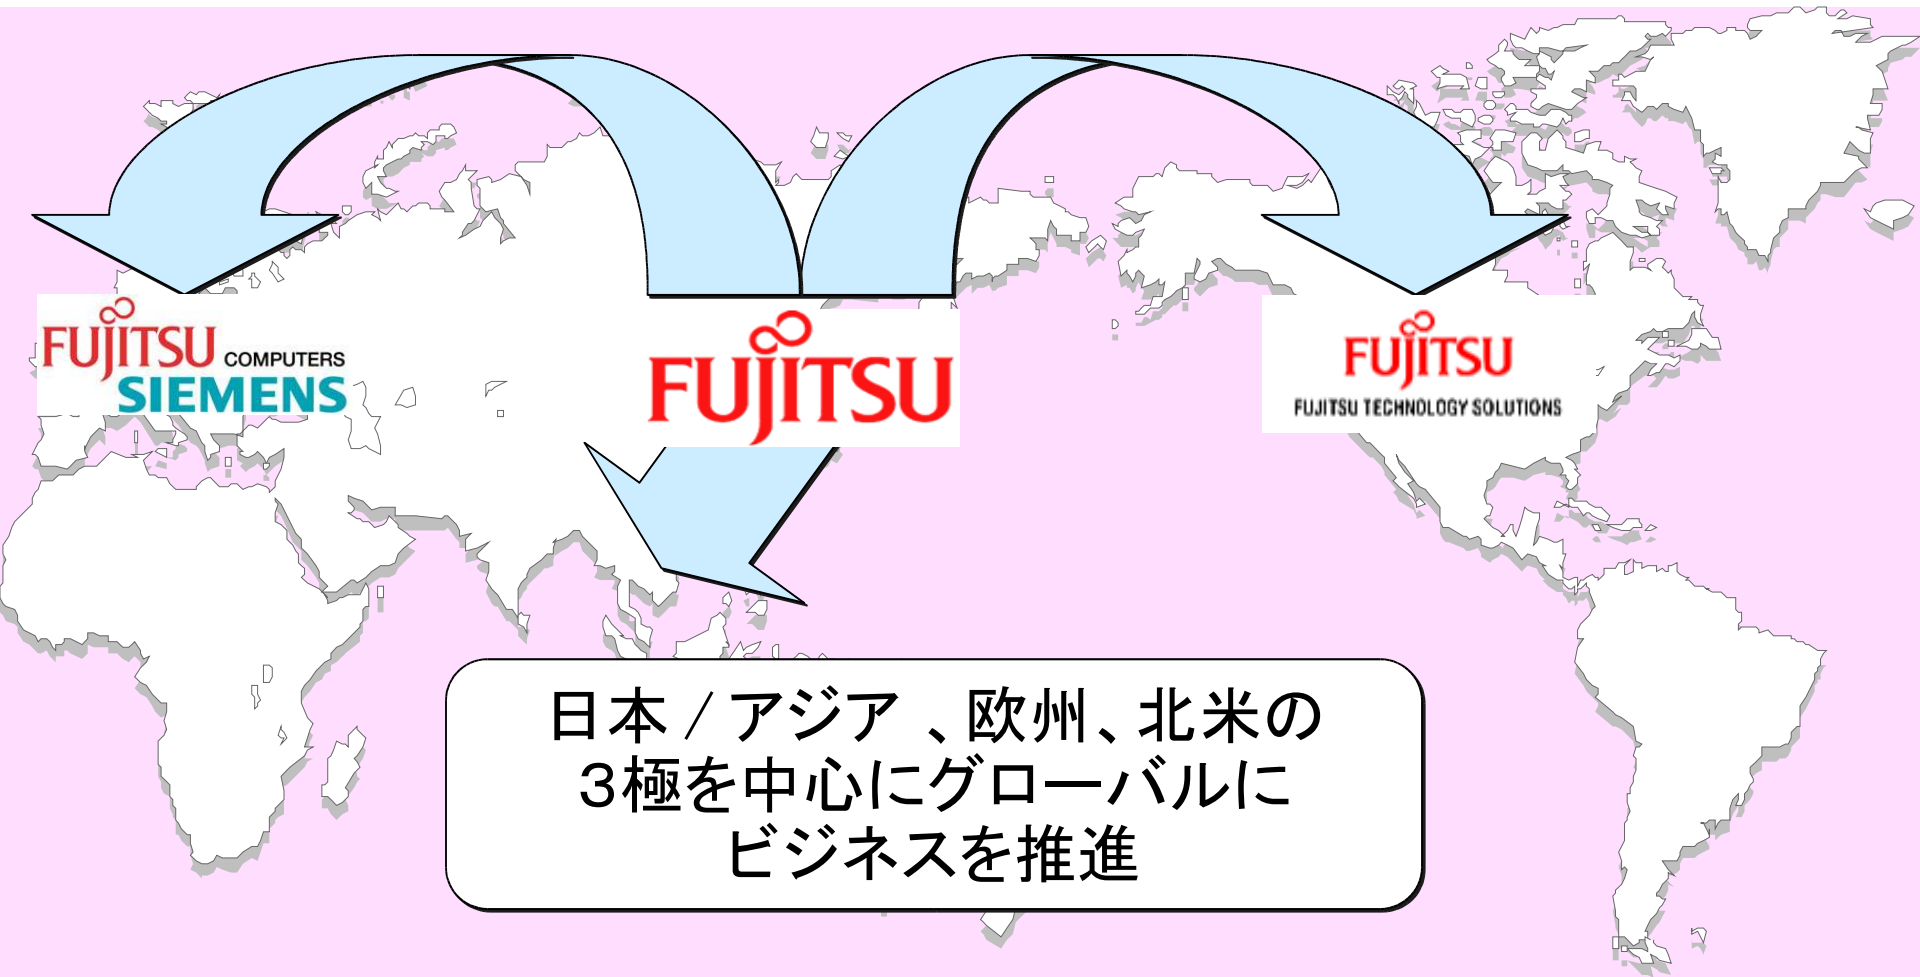 FUJITSU COMPUTERS
SIEMENS
FUJITSU
FUJITSU
FUJITSU TECHNOLOGY SOLUTIONS
日本/アジア、欧州、北米の
3極を中心にグローバルに
ビジネスを推進